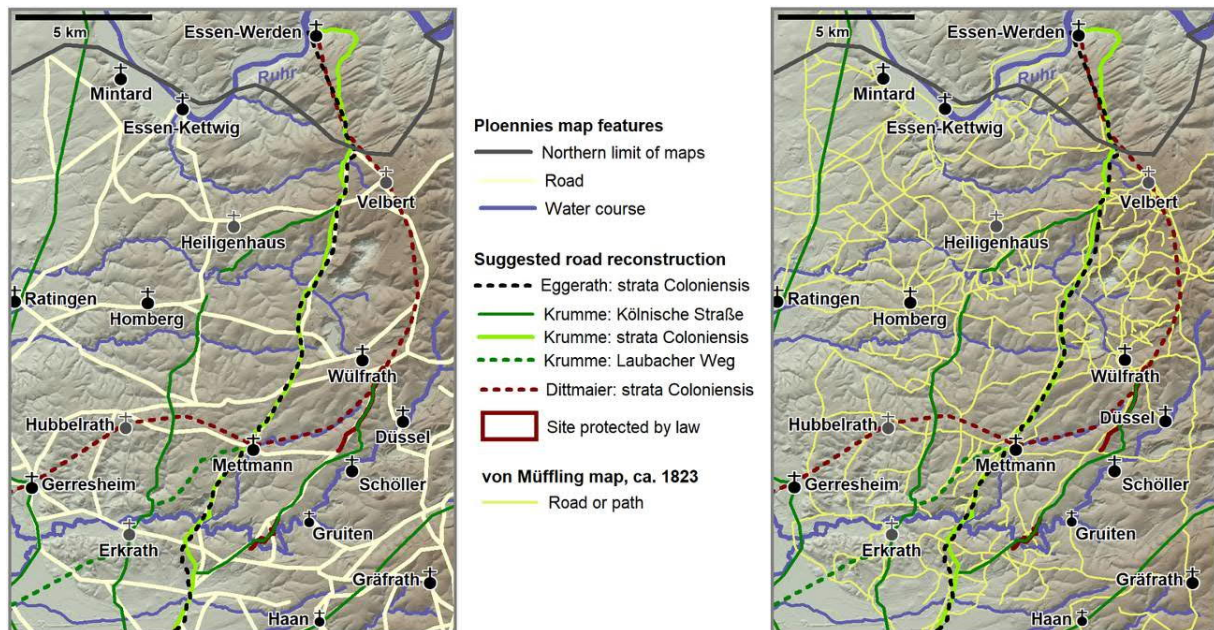 5 km
Essen-Werden
Ruhr
Mintard
Essen-Kettwig
Velbert
Heiligenhaus
Ratingen
Homberg
Wülfrath
Hubbelrath
Düssel
Mettmann
Gerresheim
Schöller
Gruiten
Erkrath
Gräfrath
Haan
Ploennies map features
Northern limit of maps
Road
Water course
Suggested road reconstruction
Eggerath: strata Coloniensis
Krumme: Kölnische Straße
Krumme: strata Coloniensis
Krumme: Laubacher Weg
Dittmaier: strata Coloniensis
Site protected by law
von Müffling map, ca. 1823
Road or path
5 km
Essen-Werden
Ruhr
Mintard
Essen-Kettwig
Velbert
Heiligenhaus
Ratingen
Homberg
Wülfrath
Hubbelrath
Düssel
Mettmann
Gerresheim
Schöller
Gruiten
Erkrath
Gräfrath
Haan